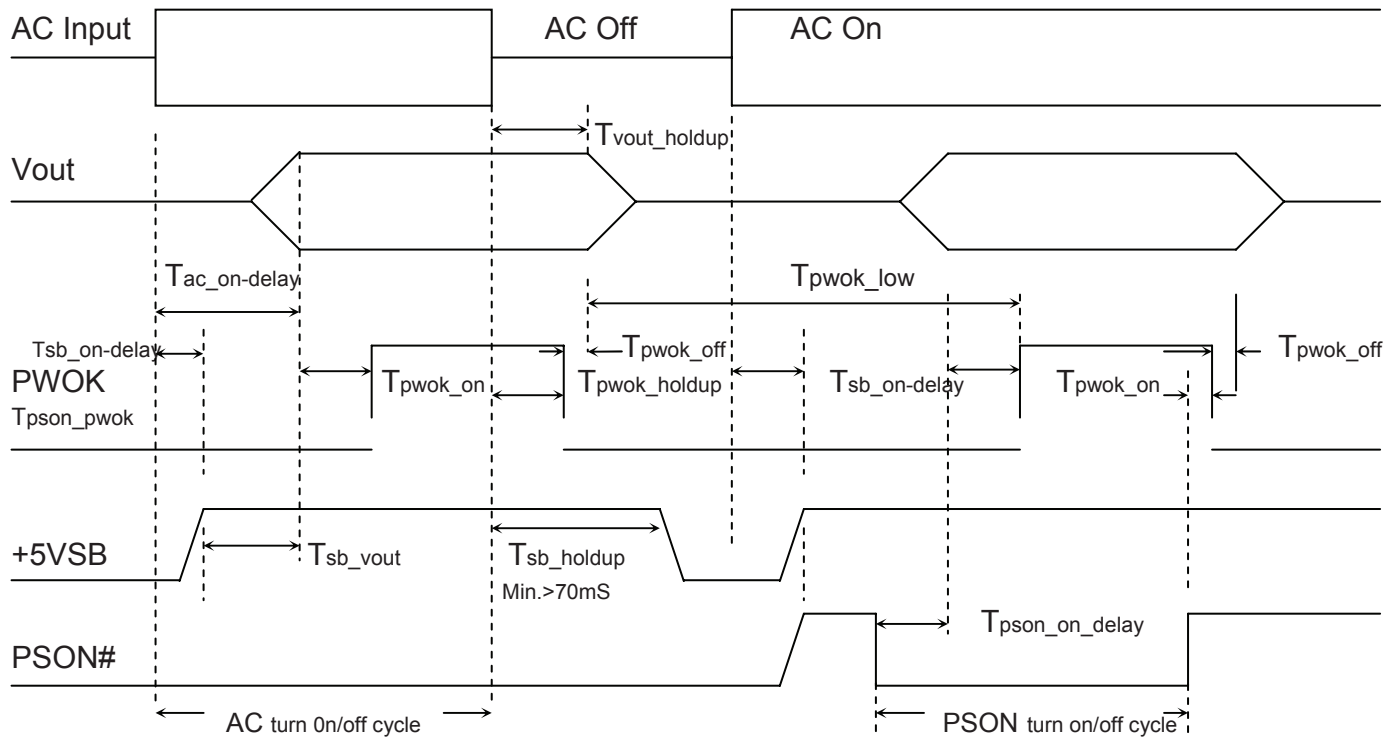 AC Input
AC Off
AC On
Tvout_holdup
Vout
Tac_on-delay
Tpwok_low
Tsb_on-delay
Tpwok_off
Tpwok_off
PWOK
Tpwok_on
Tpwok_holdup
Tsb_on-delay
Tpwok_on
Tpson_pwok
+5VSB
Tsb_vout
Tsb_holdup
Min.>70mS
Tpson_on_delay
PSON#
AC turn 0n/off cycle
PSON turn on/off cycle